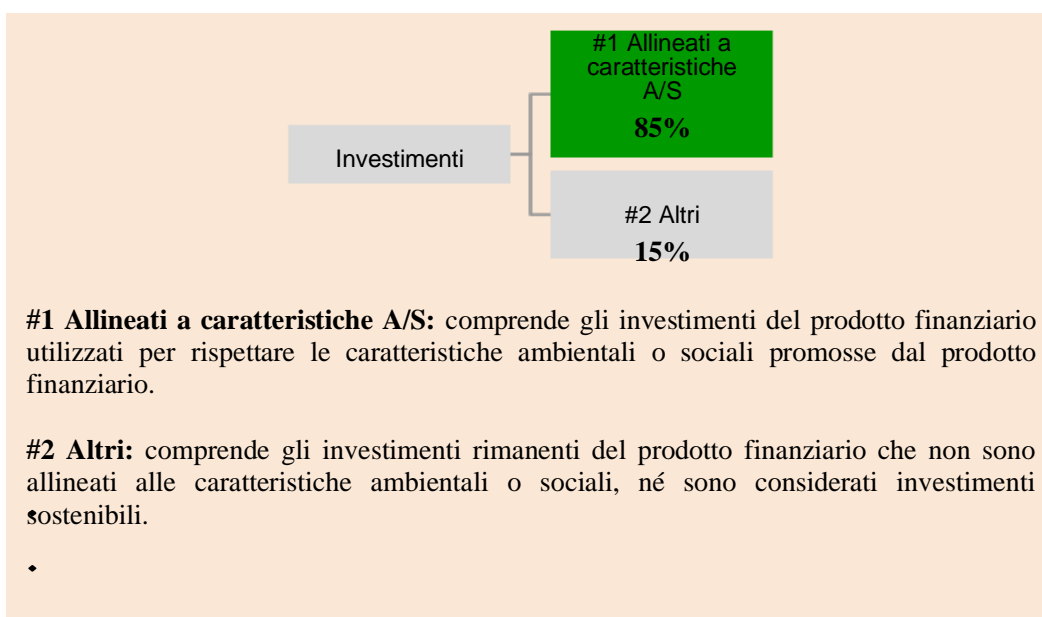 #1 Allineati a
caratteristiche
A/S
85%
Investimenti
#2 Altri
15%
#1 Allineati a caratteristiche A/S: comprende gli investimenti del prodotto finanziario
utilizzati per rispettare le caratteristiche ambientali o sociali promosse dal prodotto
finanziario.
#2 Altri: comprende gli investimenti rimanenti del prodotto finanziario che non sono
allineati alle caratteristiche ambientali o sociali, né sono considerati investimenti
sostenibili.